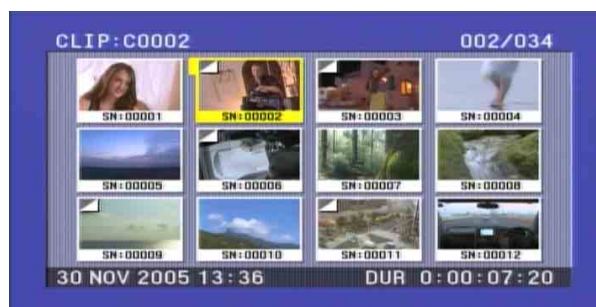 CLIP:C0002 002/034
SN:00001 SN:00002 SN:00003 SN:00004
SN:00005 SN:00006 SN:00007 SN:00008
SN:00009 SN:00010 SN:00011 SN:00012
30 NOV 2005 13:36 DUR 0:00:07:20